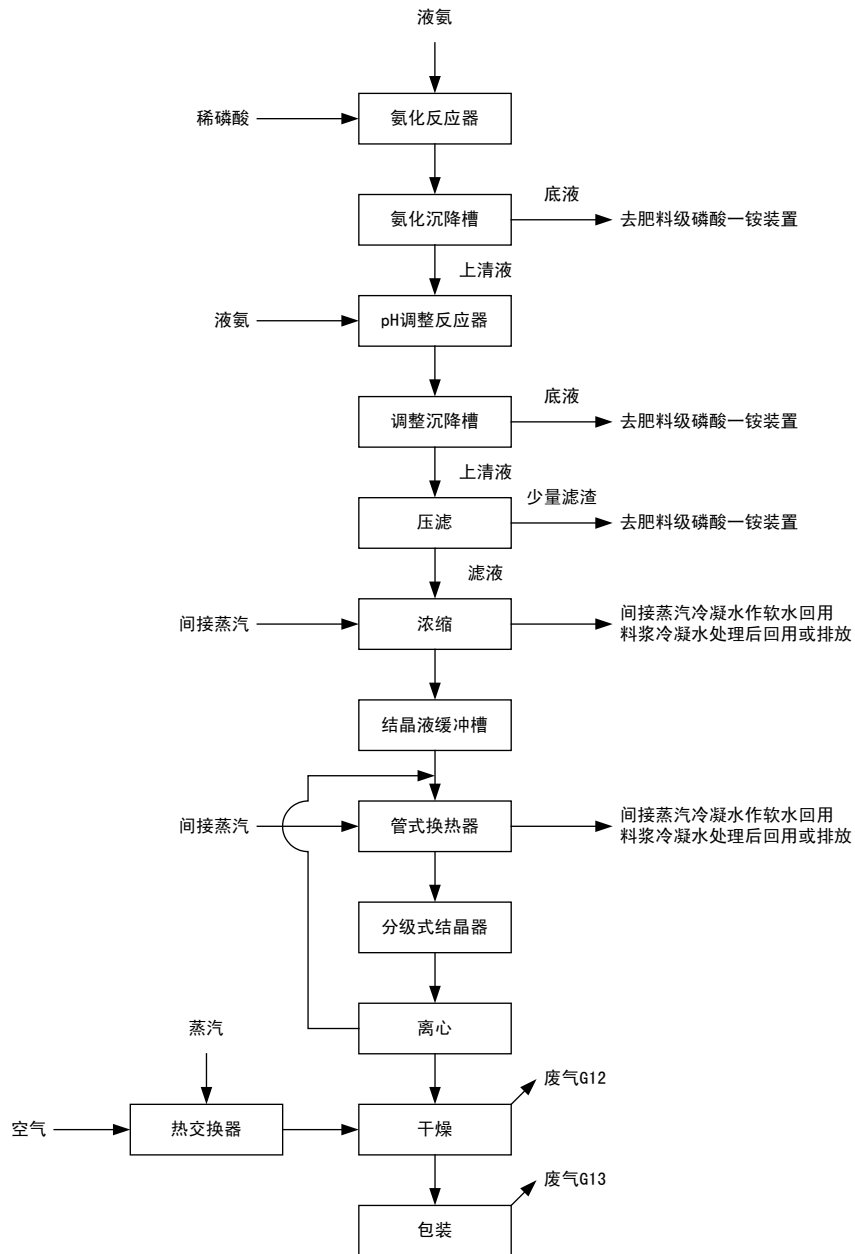 液氨
稀磷酸
氨化反应器
底液
氨化沉降槽
去肥料级磷酸一铵装置
上清液
液氨
pH调整反应器
底液
调整沉降槽
去肥料级磷酸一铵装置
上清液
少量滤渣
压滤
去肥料级磷酸一铵装置
滤液
间接蒸汽
浓缩
间接蒸汽冷凝水作软水回用
料浆冷凝水处理后回用或排放
结晶液缓冲槽
间接蒸汽
管式换热器
间接蒸汽冷凝水作软水回用
料浆冷凝水处理后回用或排放
分级式结晶器
离心
蒸汽
废气G12
空气
热交换器
干燥
废气G13
包装